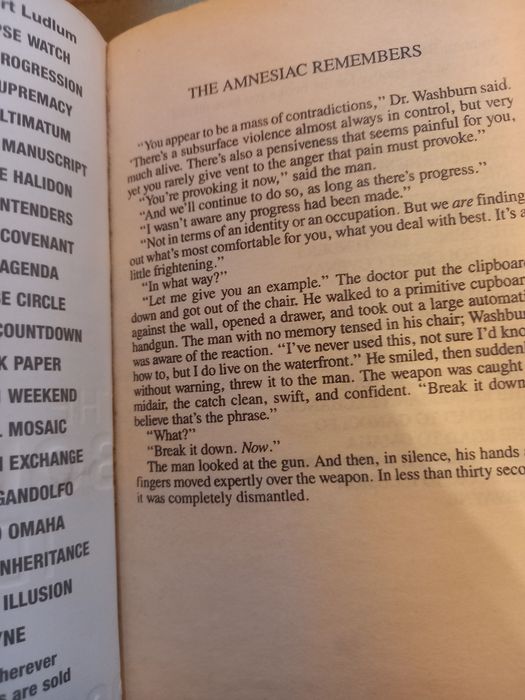 rt Ludlum
PSE WATCH
ROGRESSION
UPREMACY
LTIMATUM
MANUSCRIPT
E HALIDON
NTENDERS
COVENANT
AGENDA
SE CIRCLE
COUNTDOWN
K PAPER
WEEKEND
L MOSAIC
EXCHANGE
GANDOLFO
OMAHA
NHERITANCE
ILLUSION
NE
herever
s are sold
THE AMNESIAC REMEMBERS
"You appear to be a mass of contradictions," Dr. Washburn said.
"There's a subsurface violence almost always in control, but very
much alive. There's also a pensiveness that seems painful for you,
yet you rarely give vent to the anger that pain must provoke."
"You're provoking it now," said the man.
"And we'll continue to do so, as long as there's progress."
"I wasn't aware any progress had been made."
"Not in terms of an identity or an occupation. But we are finding
out what's most comfortable for you, what you deal with best. It's a
little frightening."
"In what way?"
"Let me give you an example." The doctor put the clipboar
down and got out of the chair. He walked to a primitive cupboar
against the wall, opened a drawer, and took out a large automati
handgun. The man with no memory tensed in his chair; Washbu
was aware of the reaction. "I've never used this, not sure I'd kno
how to, but I do live on the waterfront." He smiled, then sudden
without warning, threw it to the man. The weapon was caught
midair, the catch clean, swift, and confident. "Break it down
believe that's the phrase."
"What?"
"Break it down. Now."
The man looked at the gun. And then, in silence, his hands
fingers moved expertly over the weapon. In less than thirty seco
it was completely dismantled.